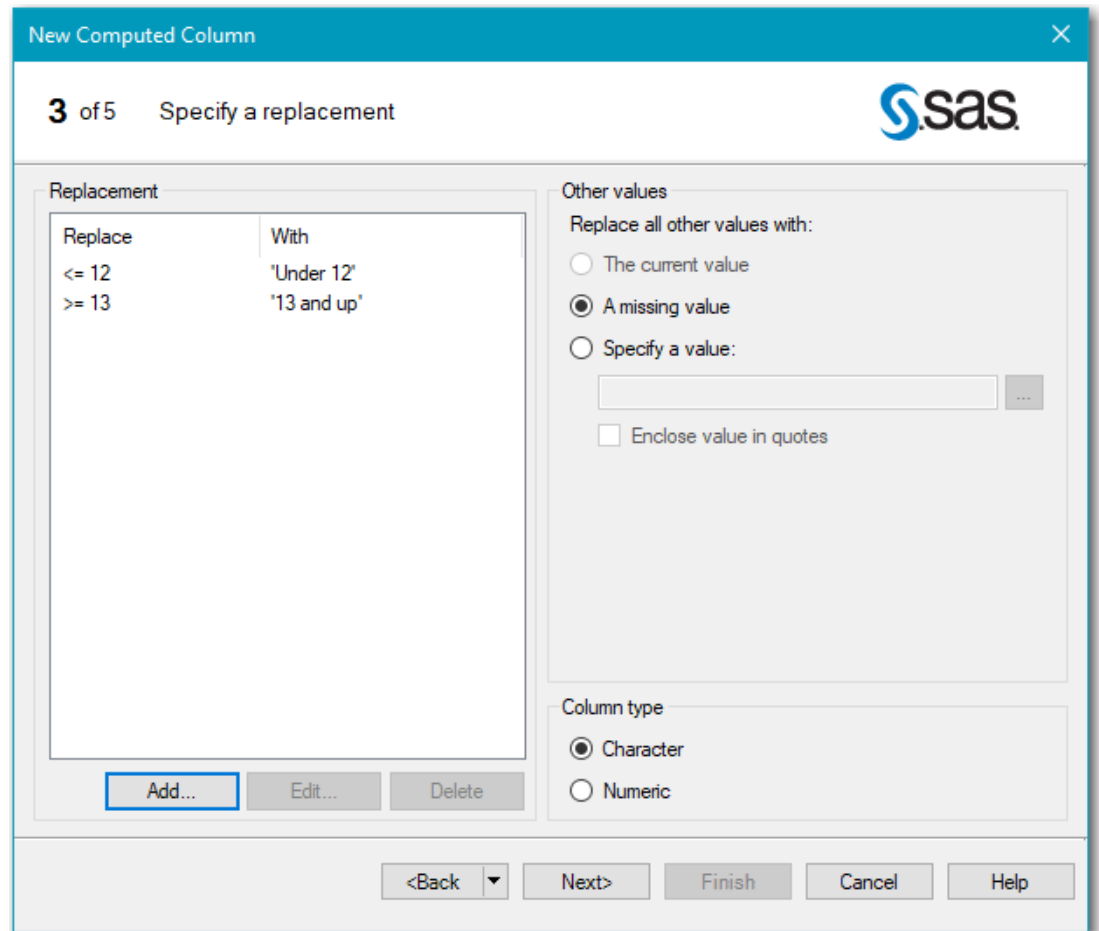 New Computed Column
3 of 5 Specify a replacement
sas
Replacement
Replace With
<= 12 'Under 12'
>= 13 '13 and up'
Add... Edit... Delete
Other values
Replace all other values with:
The current value
A missing value
Specify a value:
...
Enclose value in quotes
Column type
Character
Numeric
<Back Next> Finish Cancel Help